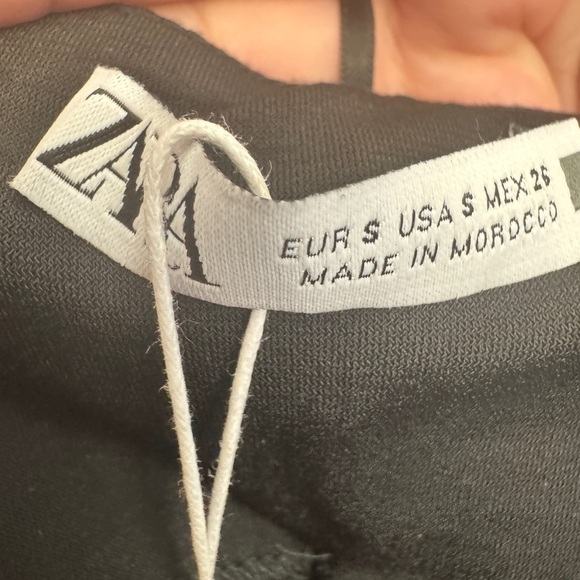 ZARA
EUR S USA S MEX 26
MADE IN MOROCCO